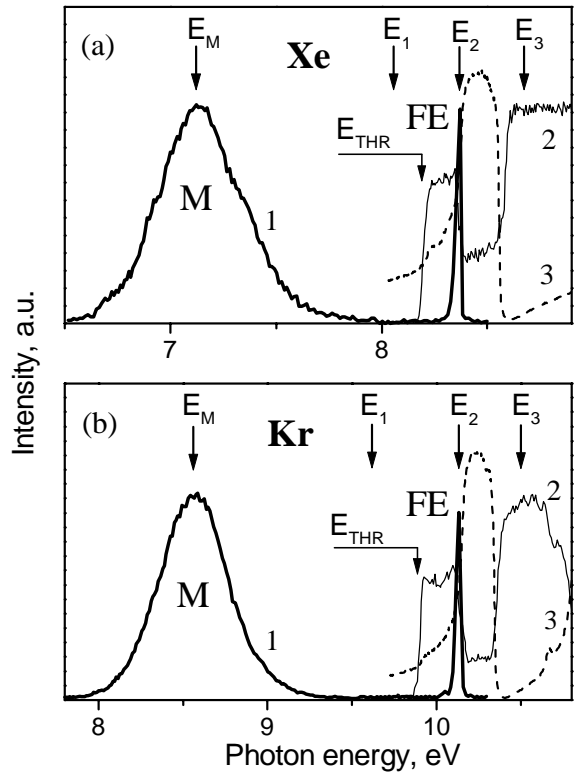 (a)
Xe
E_M
E_1
E_2
E_3
FE
2
E_THR
M
1
3
7
8
(b)
Kr
E_M
E_1
E_2
E_3
FE
2
E_THR
M
1
3
8
9
10
Intensity, a.u.
Photon energy, eV